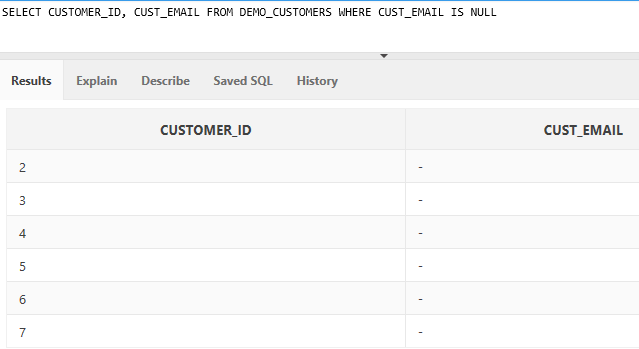 SELECT CUSTOMER_ID, CUST_EMAIL FROM DEMO_CUSTOMERS WHERE CUST_EMAIL IS NULL
Results Explain Describe Saved SQL History
CUSTOMER_ID CUST_EMAIL
2 -
3 -
4 -
5 -
6 -
7 -